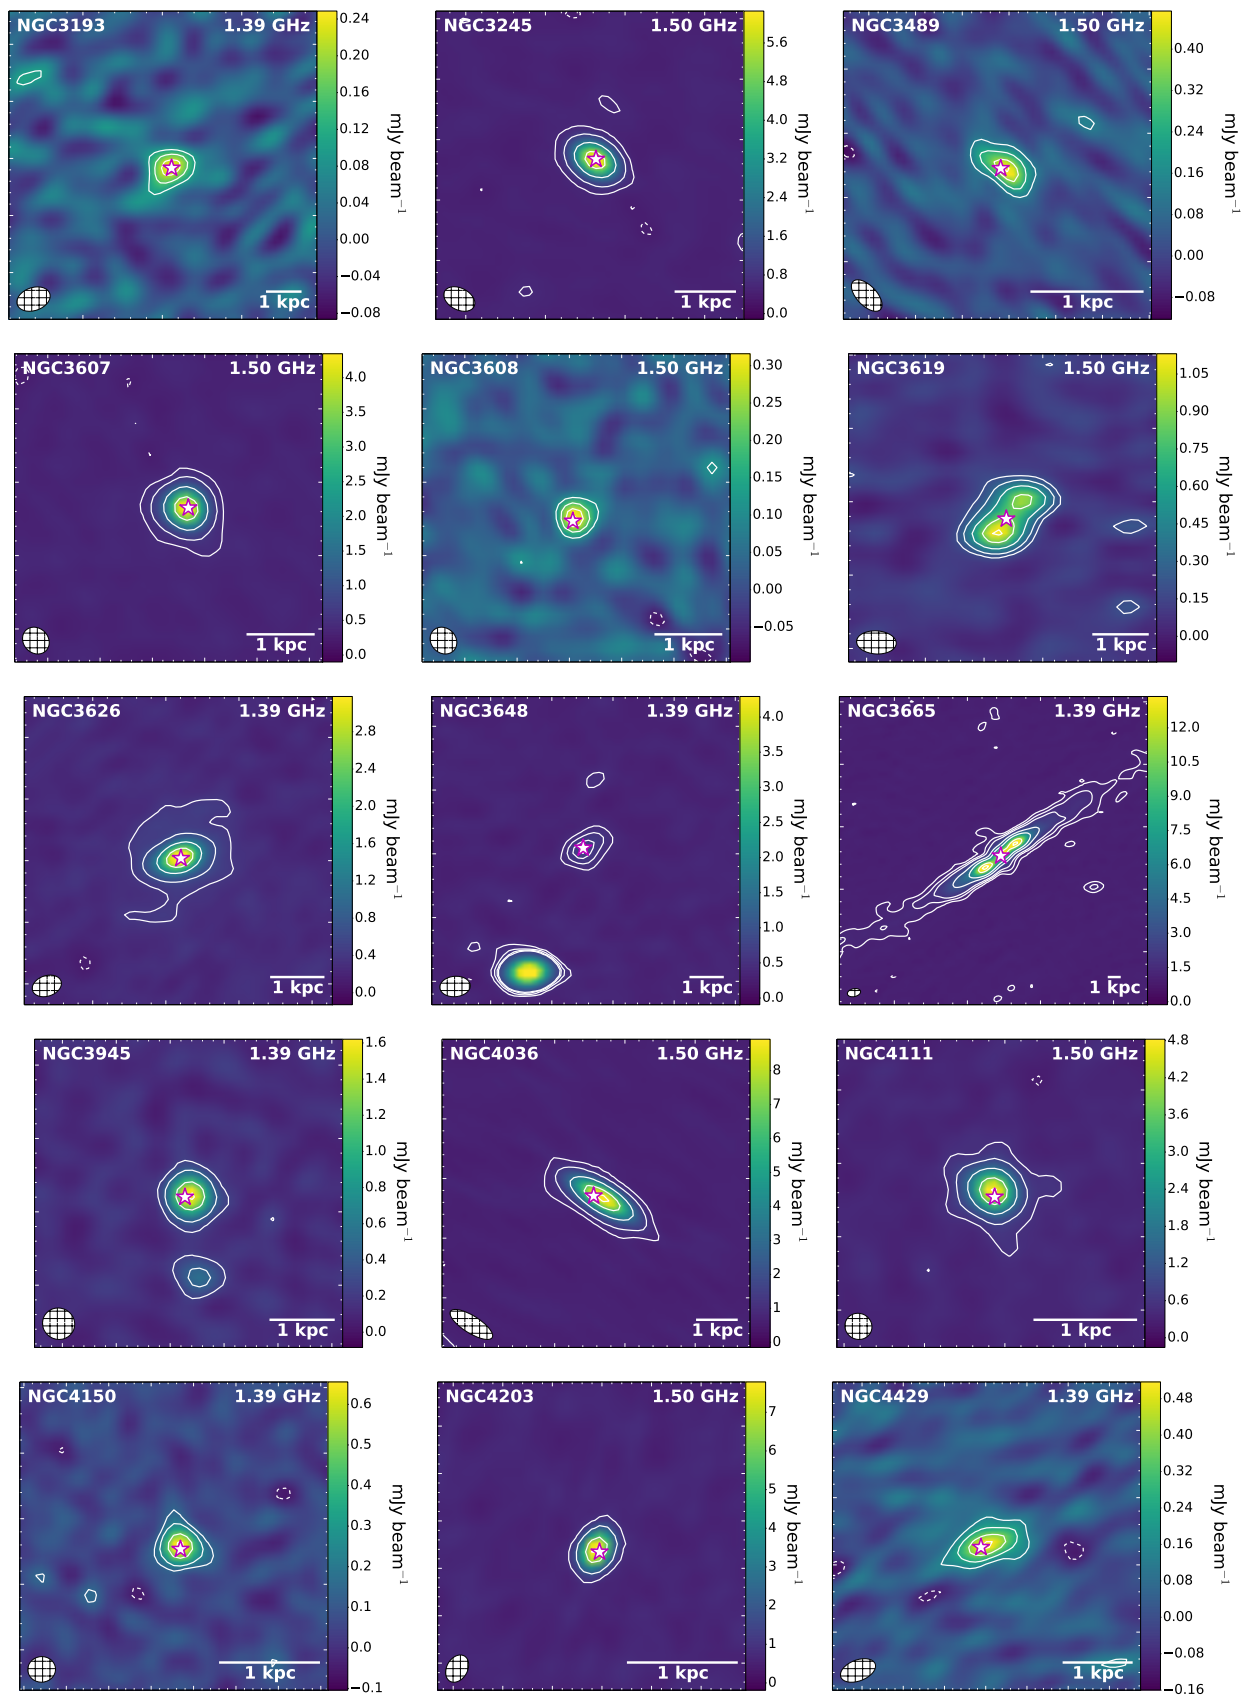 NGC3193 1.39 GHz
0.24
0.20
0.16
0.12
0.08
0.04
0.00
−0.04
−0.08
mJy beam⁻¹
1 kpc
NGC3245 1.50 GHz
5.6
4.8
4.0
3.2
2.4
1.6
0.8
0.0
mJy beam⁻¹
1 kpc
NGC3489 1.50 GHz
0.40
0.32
0.24
0.16
0.08
0.00
−0.08
mJy beam⁻¹
1 kpc
NGC3607 1.50 GHz
4.0
3.5
3.0
2.5
2.0
1.5
1.0
0.5
0.0
mJy beam⁻¹
1 kpc
NGC3608 1.50 GHz
0.30
0.25
0.20
0.15
0.10
0.05
0.00
−0.05
mJy beam⁻¹
1 kpc
NGC3619 1.50 GHz
1.05
0.90
0.75
0.60
0.45
0.30
0.15
0.00
mJy beam⁻¹
1 kpc
NGC3626 1.39 GHz
2.8
2.4
2.0
1.6
1.2
0.8
0.4
0.0
mJy beam⁻¹
1 kpc
NGC3648 1.39 GHz
4.0
3.5
3.0
2.5
2.0
1.5
1.0
0.5
0.0
mJy beam⁻¹
1 kpc
NGC3665 1.39 GHz
12.0
10.5
9.0
7.5
6.0
4.5
3.0
1.5
0.0
mJy beam⁻¹
1 kpc
NGC3945 1.39 GHz
1.6
1.4
1.2
1.0
0.8
0.6
0.4
0.2
0.0
mJy beam⁻¹
1 kpc
NGC4036 1.50 GHz
8
7
6
5
4
3
2
1
0
mJy beam⁻¹
1 kpc
NGC4111 1.50 GHz
4.8
4.2
3.6
3.0
2.4
1.8
1.2
0.6
0.0
mJy beam⁻¹
1 kpc
NGC4150 1.39 GHz
0.6
0.5
0.4
0.3
0.2
0.1
0.0
−0.1
mJy beam⁻¹
1 kpc
NGC4203 1.50 GHz
7
6
5
4
3
2
1
0
mJy beam⁻¹
1 kpc
NGC4429 1.39 GHz
0.48
0.40
0.32
0.24
0.16
0.08
0.00
−0.08
−0.16
mJy beam⁻¹
1 kpc